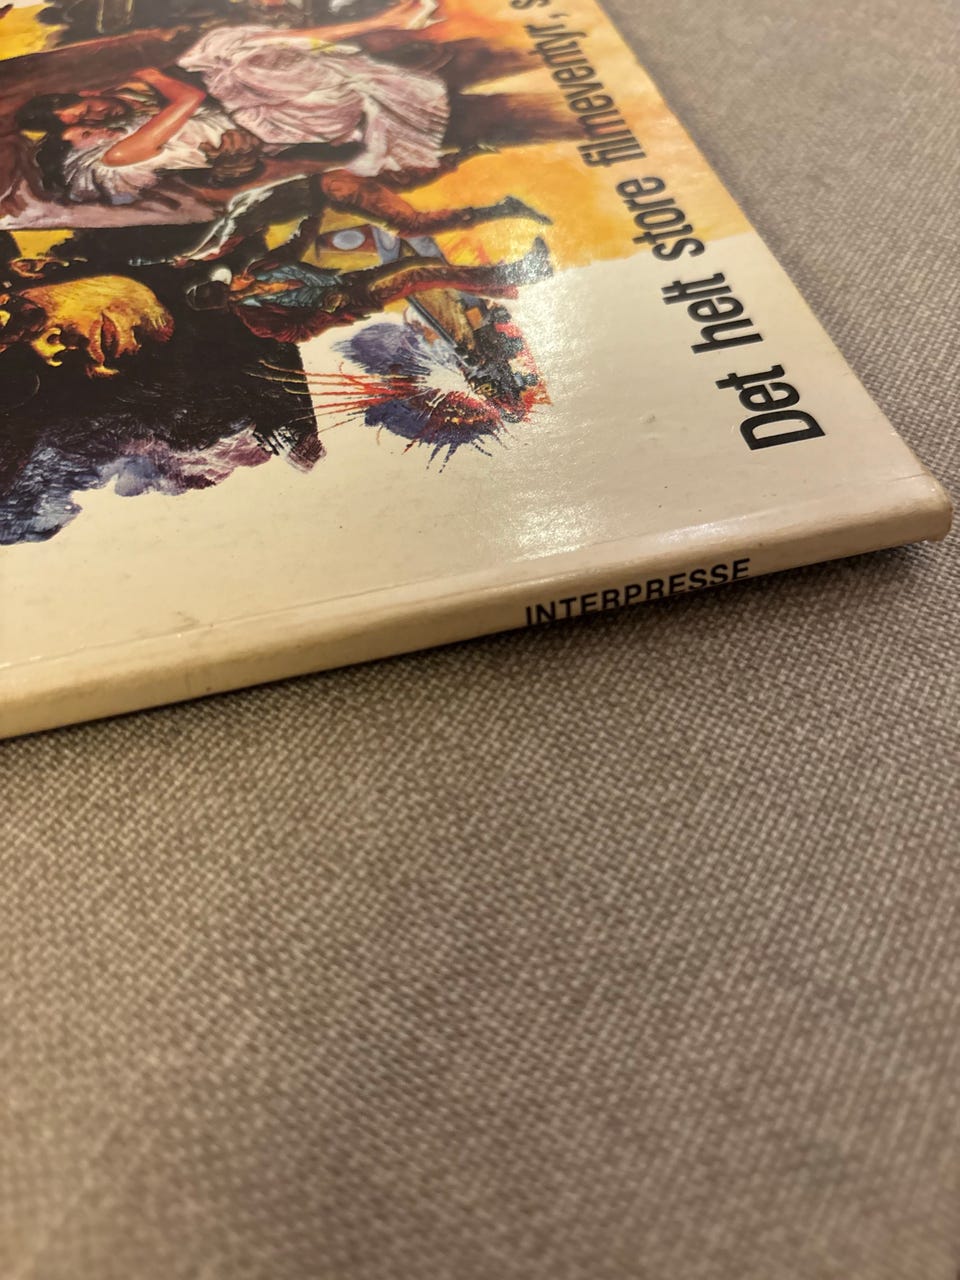 Det helt store filmeventyr, s
INTERPRESSE